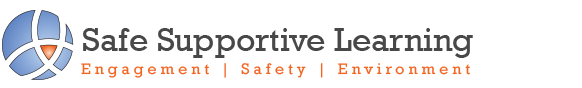 Safe Supportive Learning
Engagement | Safety | Environment